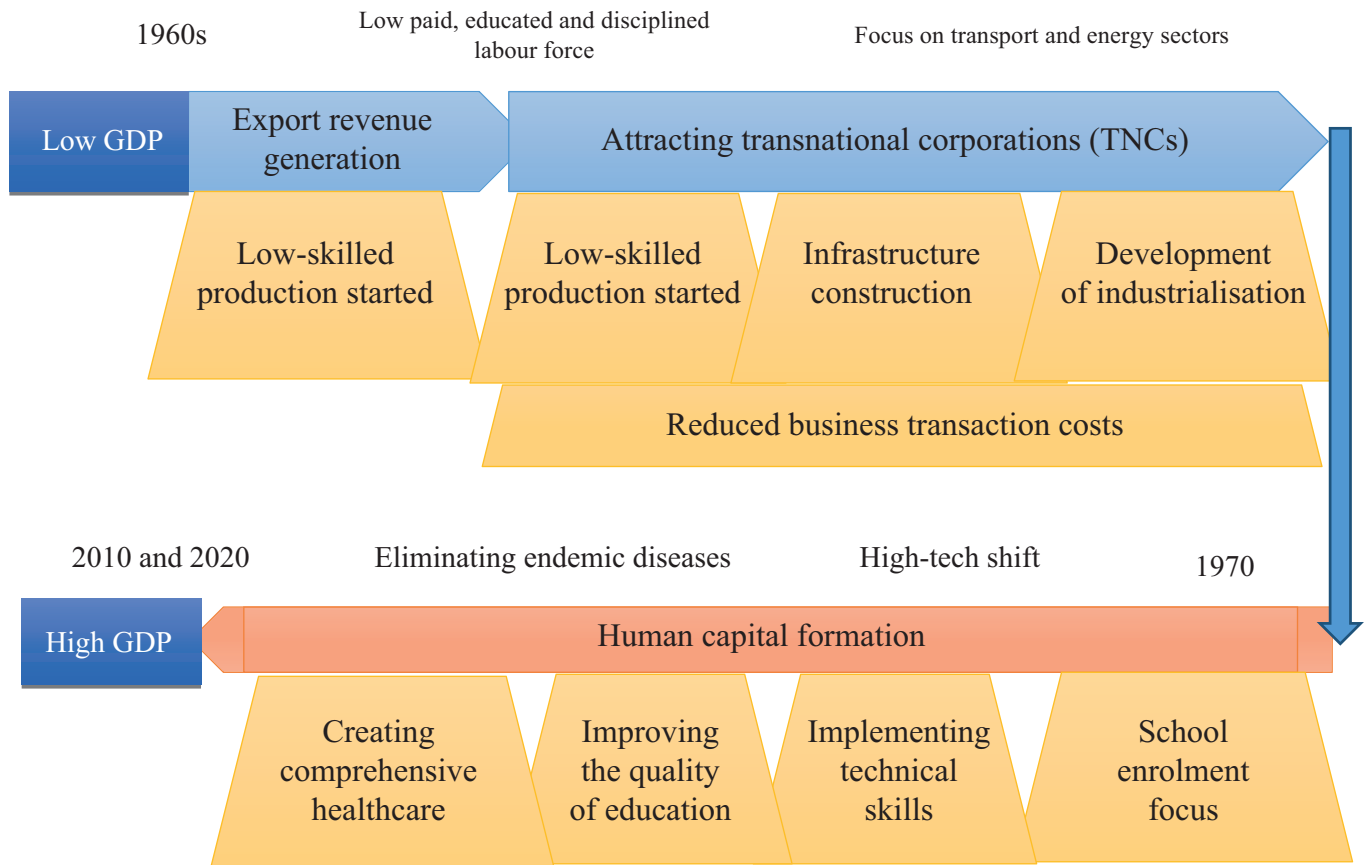 1960s
Low paid, educated and disciplined
labour force
Focus on transport and energy sectors
Low GDP
Export revenue
generation
Attracting transnational corporations (TNCs)
Low-skilled
production started
Low-skilled
production started
Infrastructure
construction
Development
of industrialisation
Reduced business transaction costs
2010 and 2020
Eliminating endemic diseases
High-tech shift
1970
High GDP
Human capital formation
Creating
comprehensive
healthcare
Improving
the quality
of education
Implementing
technical
skills
School
enrolment
focus